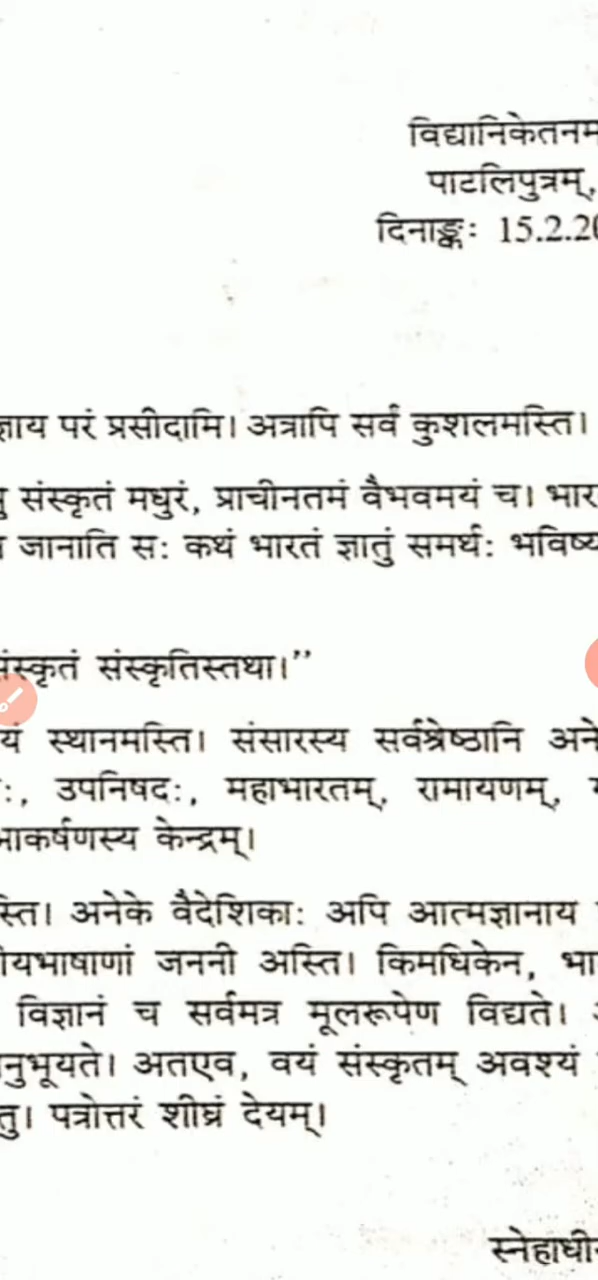 विद्यानिकेतनम
पाटलिपुत्रम्,
दिनाङ्कः 15.2.20
ज्ञाय परं प्रसीदामि। अत्रापि सर्वं कुशलमस्ति।
संस्कृतं मधुरं, प्राचीनतमं वैभवमयं च। भार
जानाति सः कथं भारतं ज्ञातुं समर्थः भविष्य
संस्कृतं संस्कृतिस्तथा।”
यं स्थानमस्ति। संसारस्य सर्वश्रेष्ठानि अने
उपनिषदः, महाभारतम्, रामायणम्,
आकर्षणस्य केन्द्रम्।
स्ति। अनेके वैदेशिकाः अपि आत्मज्ञानाय
ीयभाषाणां जननी अस्ति। किमधिकेन, भा
विज्ञानं च सर्वमत्र मूलरूपेण विद्यते।
नुभूयते। अतएव, वयं संस्कृतम् अवश्यं
तु। पत्रोत्तरं शीघ्रं देयम्।
स्नेहाधी